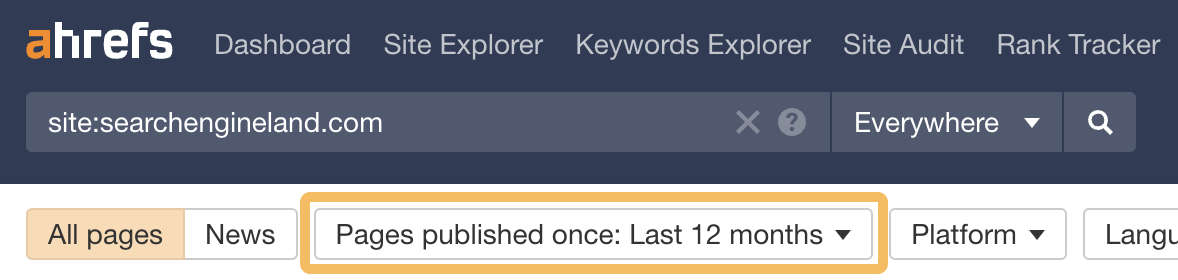 ahrefs Dashboard Site Explorer Keywords Explorer Site Audit Rank Tracker
site:searchengineland.com ? Everywhere
All pages News Pages published once: Last 12 months Platform Langu